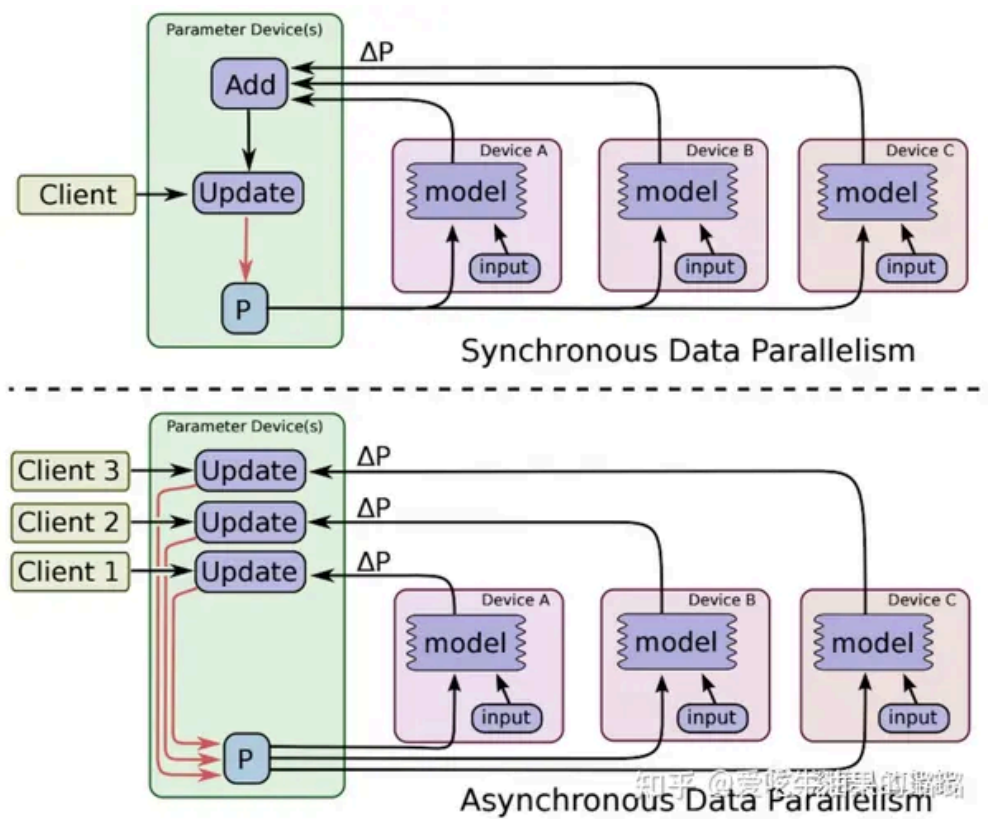 Parameter Device(s)
ΔP
Add
Device A
Device B
Device C
Client
Update
model
model
model
input
input
input
P
Synchronous Data Parallelism
Parameter Device(s)
Client 3
Update
ΔP
Client 2
Update
ΔP
Client 1
Update
ΔP
Device A
Device B
Device C
model
model
model
input
input
input
P
知乎 @爱吃
Asynchronous Data Parallelism